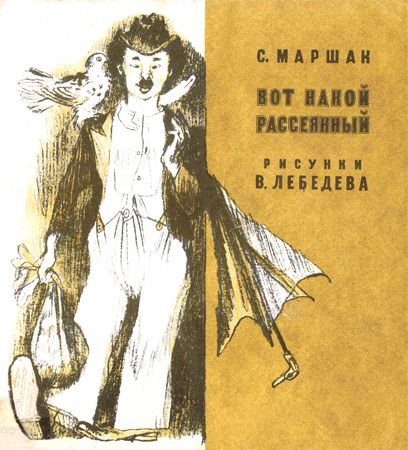 С. МАРШАК
ВОТ КАКОЙ
РАССЕЯННЫЙ
РИСУНКИ
В. ЛЕБЕДЕВА